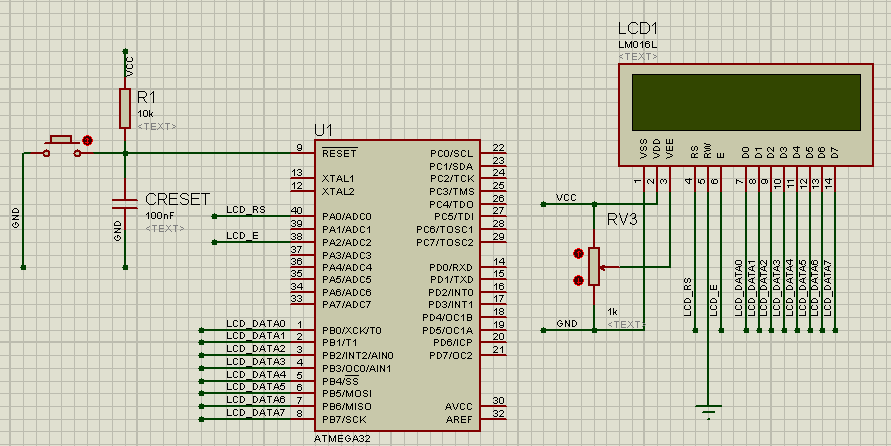 LCD1
LM016L
<TEXT>
VSS
VDD
VEE
RS
RW
E
D0
D1
D2
D3
D4
D5
D6
D7
1
2
3
4
5
6
7
8
9
10
11
12
13
14
LCD_RS
LCD_E
LCD_DATA0
LCD_DATA1
LCD_DATA2
LCD_DATA3
LCD_DATA4
LCD_DATA5
LCD_DATA6
LCD_DATA7
VCC
RV3
1k
<TEXT>
GND
VCC
R1
10k
<TEXT>
GND
CRESET
100nF
<TEXT>
GND
U1
9 RESET PC0/SCL 22
PC1/SDA 23
13 XTAL1 PC2/TCK 24
12 XTAL2 PC3/TMS 25
PC4/TDO 26
LCD_RS 40 PA0/ADC0 PC5/TDI 27
39 PA1/ADC1 PC6/TOSC1 28
LCD_E 38 PA2/ADC2 PC7/TOSC2 29
37 PA3/ADC3
36 PA4/ADC4 PD0/RXD 14
35 PA5/ADC5 PD1/TXD 15
34 PA6/ADC6 PD2/INT0 16
33 PA7/ADC7 PD3/INT1 17
PD4/OC1B 18
LCD_DATA0 1 PB0/XCK/T0 PD5/OC1A 19
LCD_DATA1 2 PB1/T1 PD6/ICP 20
LCD_DATA2 3 PB2/INT2/AIN0 PD7/OC2 21
LCD_DATA3 4 PB3/OC0/AIN1
LCD_DATA4 5 PB4/SS
LCD_DATA5 6 PB5/MOSI
LCD_DATA6 7 PB6/MISO AVCC 30
LCD_DATA7 8 PB7/SCK AREF 32
ATMEGA32